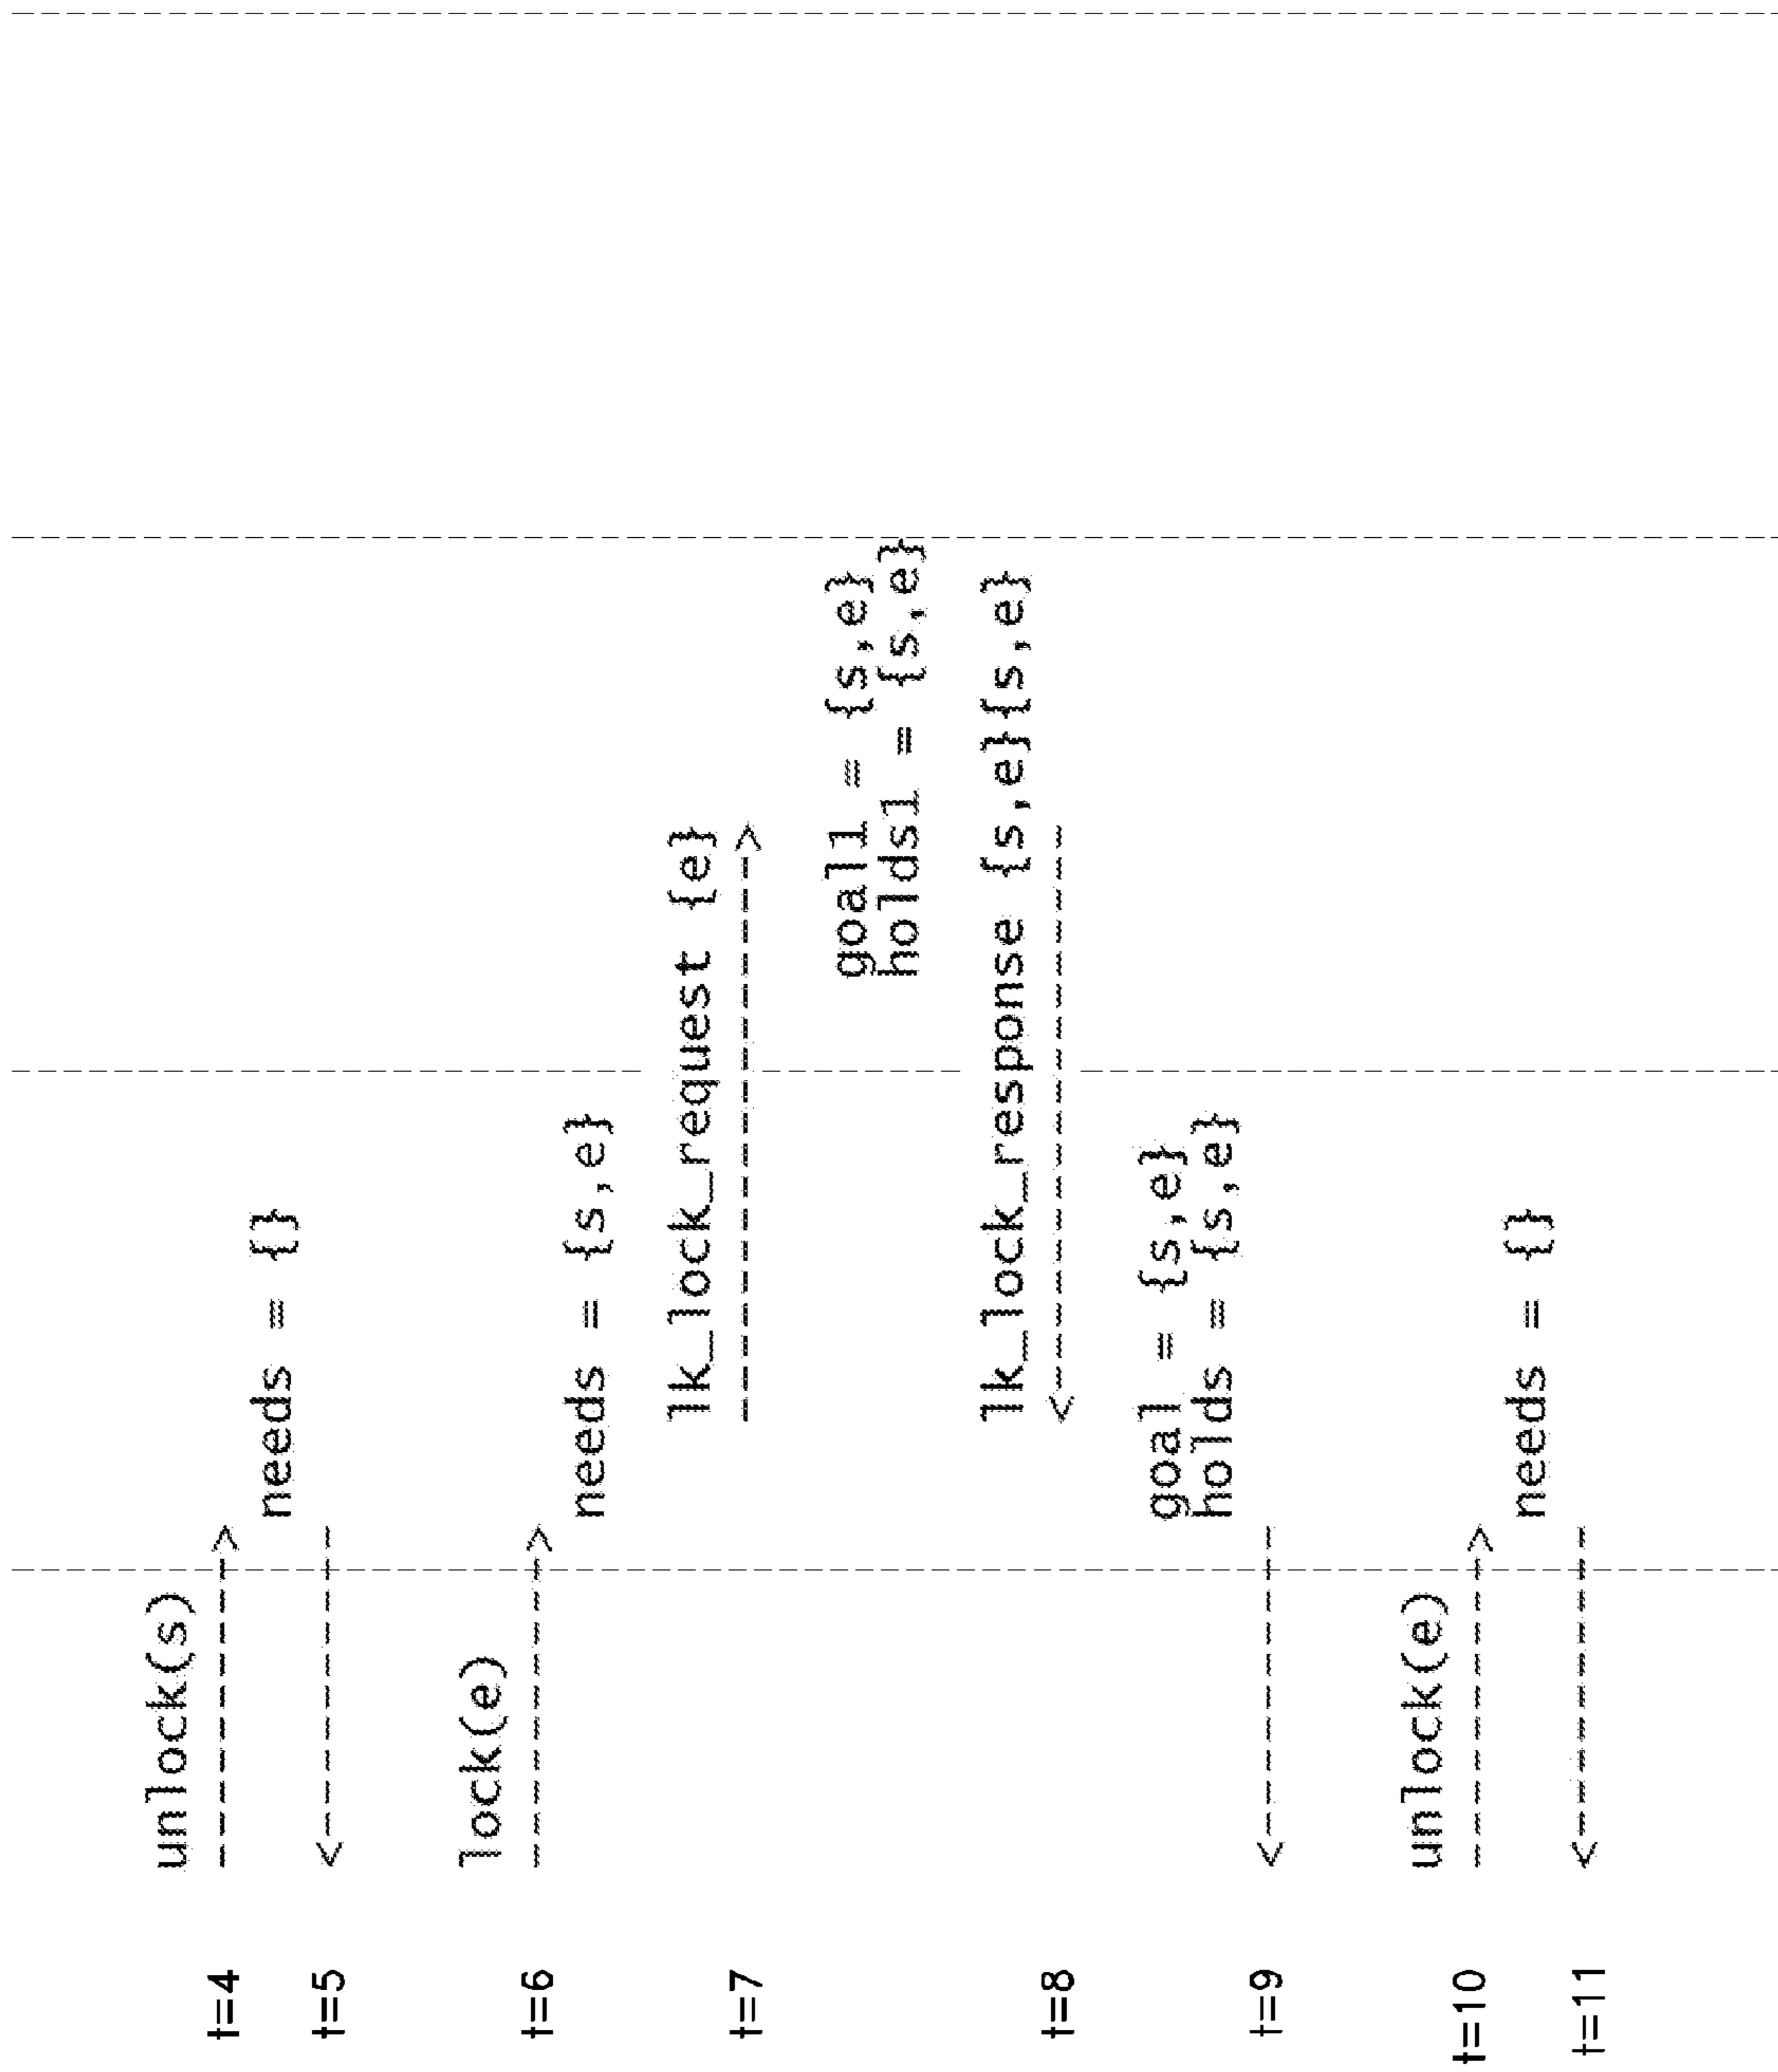 t=4
unlock(s)
needs = {}
t=5
t=6
lock(e)
needs = {s,e}
t=7
lk_lock_request {e}
goal1 = {s,e}
holds1 = {s,e}
t=8
lk_lock_response {s,e}{s,e}
goal = {s,e}
holds = {s,e}
t=9
t=10
unlock(e)
needs = {}
t=11